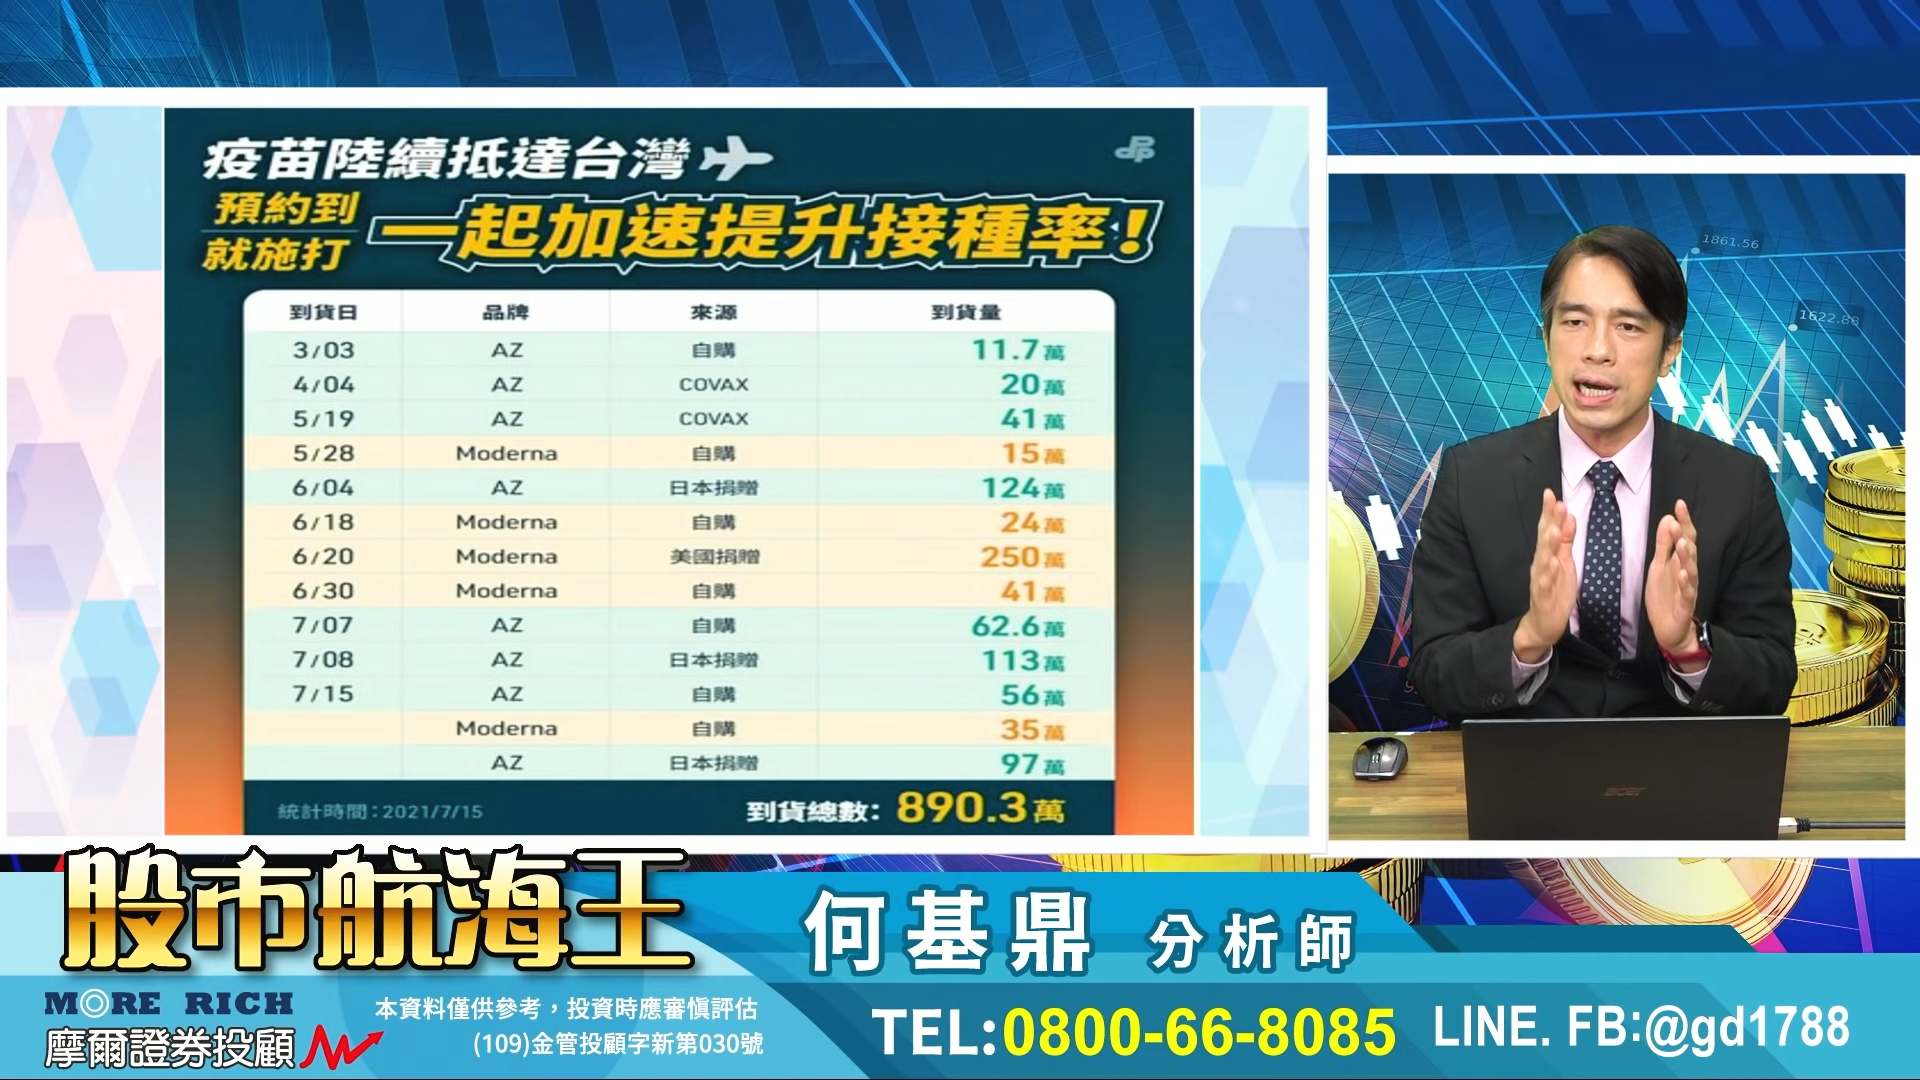 疫苗陸續抵達台灣
預約到
就施打
一起加速提升接種率!
到貨日 品牌 來源 到貨量
3/03 AZ 自購 11.7萬
4/04 AZ COVAX 20萬
5/19 AZ COVAX 41萬
5/28 Moderna 自購 15萬
6/04 AZ 日本捐贈 124萬
6/18 Moderna 自購 24萬
6/20 Moderna 美國捐贈 250萬
6/30 Moderna 自購 41萬
7/07 AZ 自購 62.6萬
7/08 AZ 日本捐贈 113萬
7/15 AZ 自購 56萬
Moderna 自購 35萬
AZ 日本捐贈 97萬
統計時間:2021/7/15 到貨總數: 890.3萬
1861.56
1622.88
acer
股市航海王
何基鼎 分析師
MORE RICH
摩爾證券投顧
本資料僅供參考，投資時應審慎評估
(109)金管投顧字新第030號
TEL:0800-66-8085
LINE. FB:@gd1788